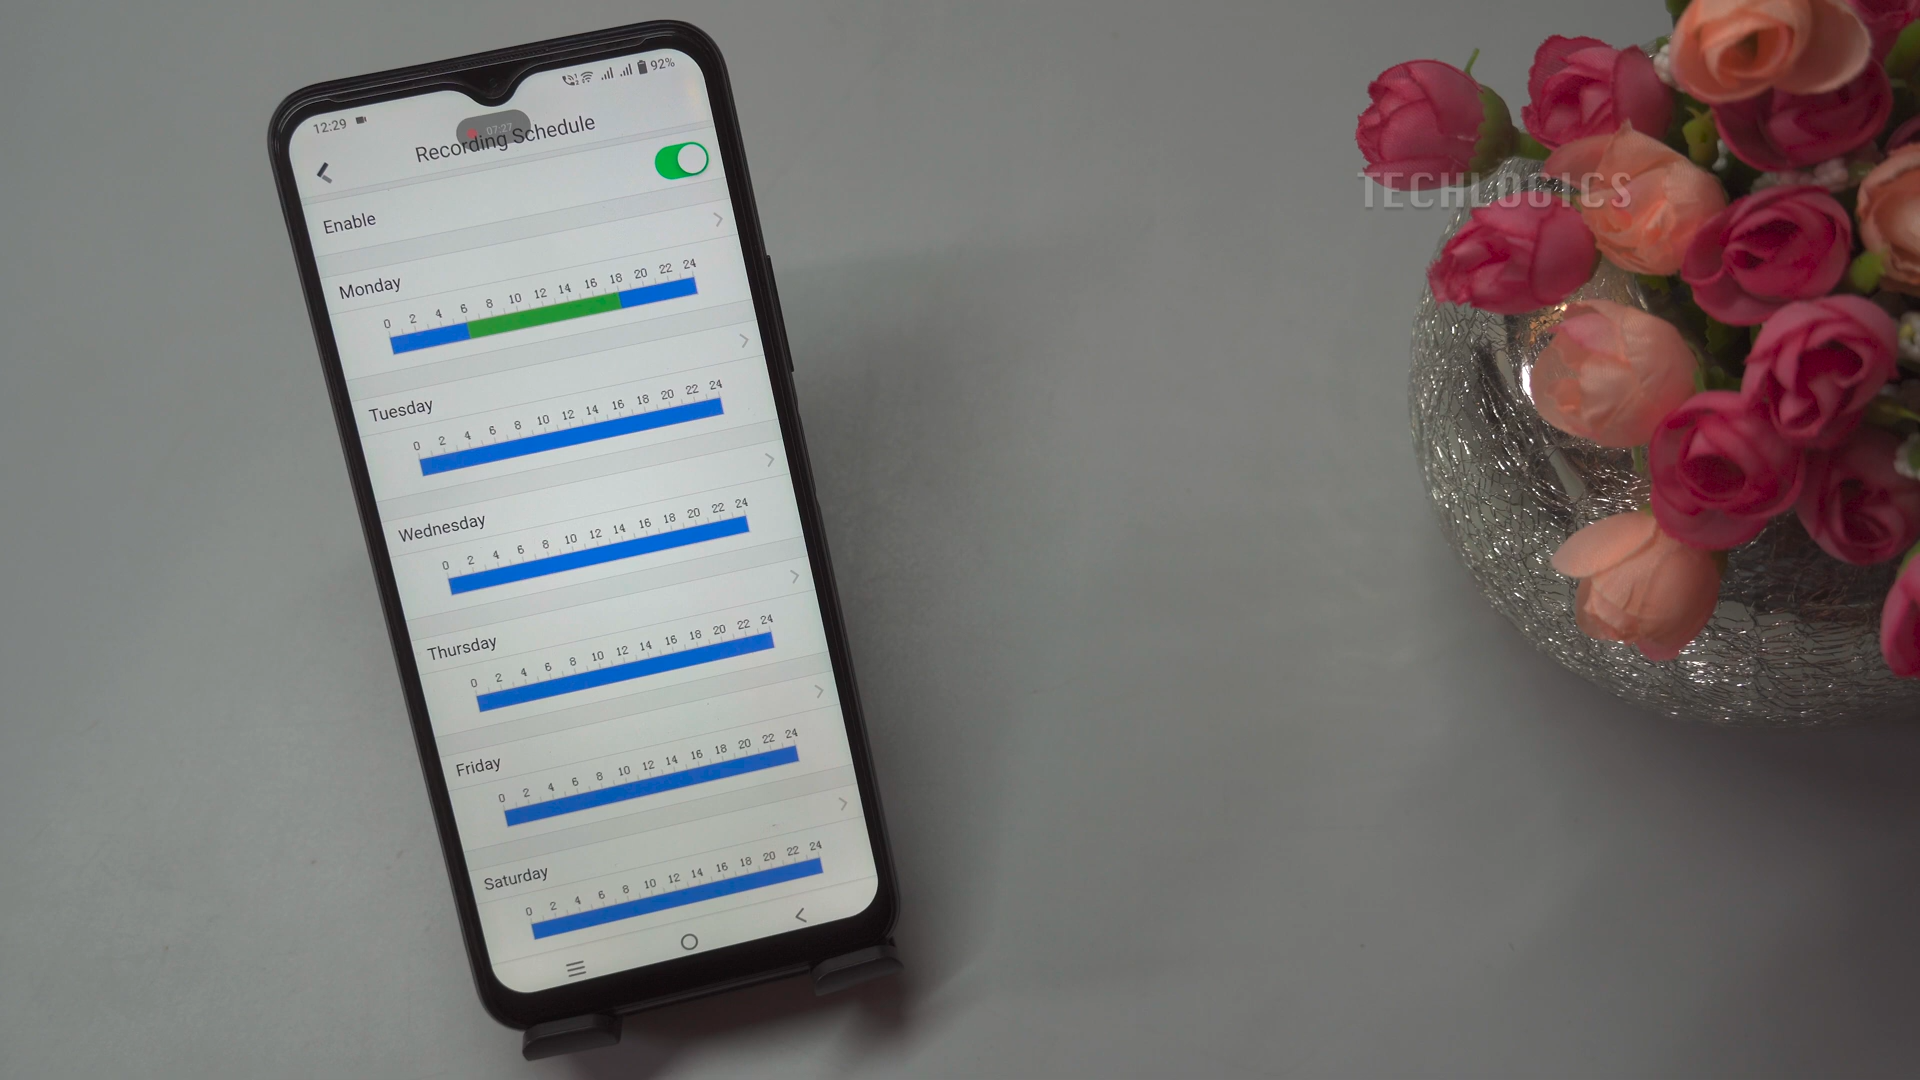 12:29
92%
07:27
Recording Schedule
Enable
Monday
0 2 4 6 8 10 12 14 16 18 20 22 24
Tuesday
0 2 4 6 8 10 12 14 16 18 20 22 24
Wednesday
0 2 4 6 8 10 12 14 16 18 20 22 24
Thursday
0 2 4 6 8 10 12 14 16 18 20 22 24
Friday
0 2 4 6 8 10 12 14 16 18 20 22 24
Saturday
0 2 4 6 8 10 12 14 16 18 20 22 24
TECHLOGICS